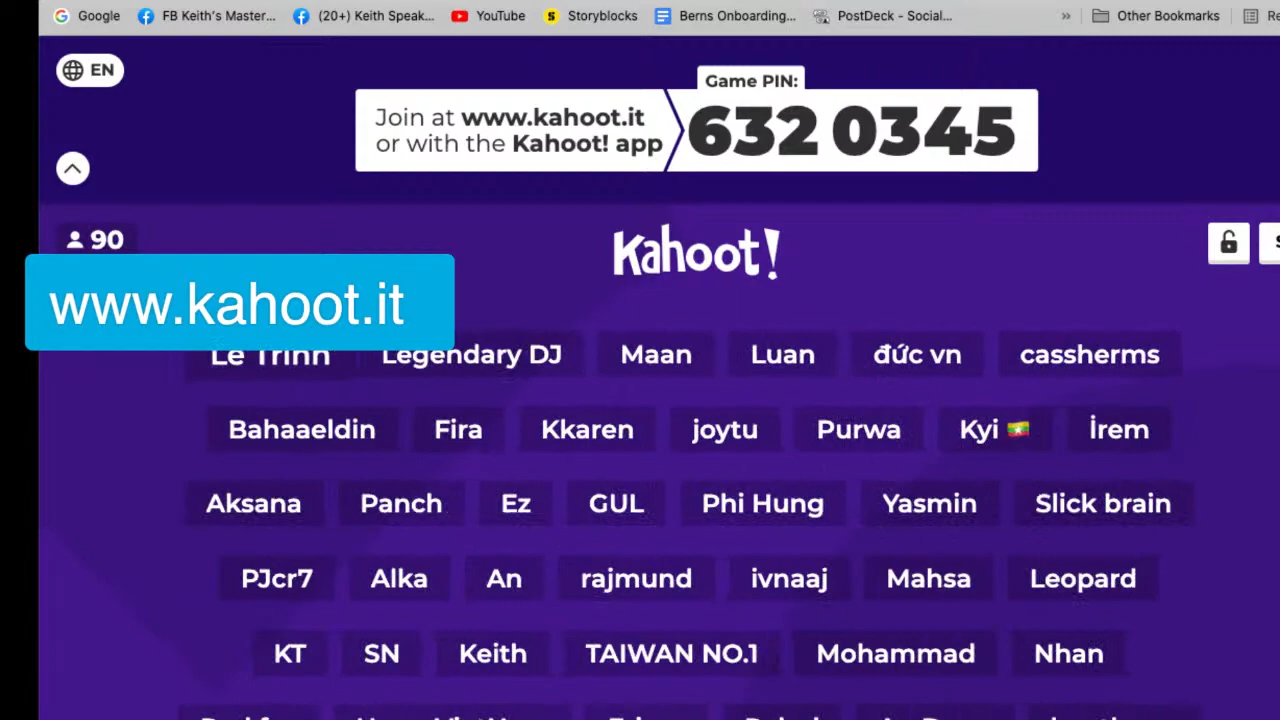 Google FB Keith's Master... (20+) Keith Speak... YouTube Storyblocks Berns Onboarding... PostDeck - Social... » Other Bookmarks
EN
Game PIN:
Join at www.kahoot.it
or with the Kahoot! app
632 0345
90
Kahoot!
www.kahoot.it
Le Trinh Legendary DJ Maan Luan đức vn cassherms
Bahaaeldin Fira Kkaren joytu Purwa Kyi 🇲🇲 İrem
Aksana Panch Ez GUL Phi Hung Yasmin Slick brain
PJcr7 Alka An rajmund ivnaaj Mahsa Leopard
KT SN Keith TAIWAN NO.1 Mohammad Nhan